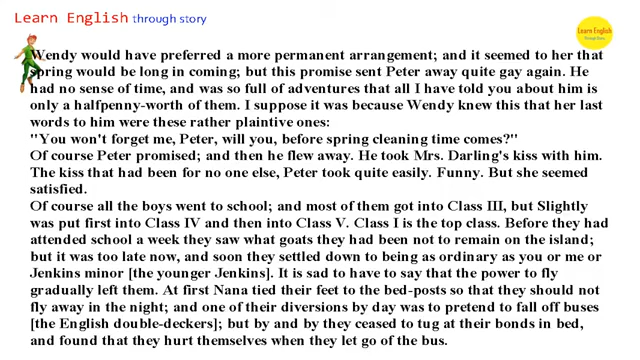 Learn English through story
Learn English
Through Story
Wendy would have preferred a more permanent arrangement; and it seemed to her that
spring would be long in coming; but this promise sent Peter away quite gay again. He
had no sense of time, and was so full of adventures that all I have told you about him is
only a halfpenny-worth of them. I suppose it was because Wendy knew this that her last
words to him were these rather plaintive ones:
"You won't forget me, Peter, will you, before spring cleaning time comes?"
Of course Peter promised; and then he flew away. He took Mrs. Darling's kiss with him.
The kiss that had been for no one else, Peter took quite easily. Funny. But she seemed
satisfied.
Of course all the boys went to school; and most of them got into Class III, but Slightly
was put first into Class IV and then into Class V. Class I is the top class. Before they had
attended school a week they saw what goats they had been not to remain on the island;
but it was too late now, and soon they settled down to being as ordinary as you or me or
Jenkins minor [the younger Jenkins]. It is sad to have to say that the power to fly
gradually left them. At first Nana tied their feet to the bed-posts so that they should not
fly away in the night; and one of their diversions by day was to pretend to fall off buses
[the English double-deckers]; but by and by they ceased to tug at their bonds in bed,
and found that they hurt themselves when they let go of the bus.